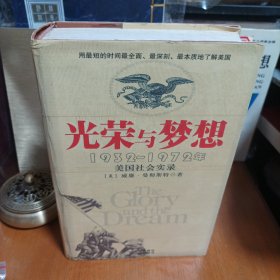 用最短的时间最全面、最深刻、最本质地了解美国
光荣与梦想
1932-1972年
美国社会实录
[美] 威廉·曼彻斯特 著
The
Glory
and the
Dream